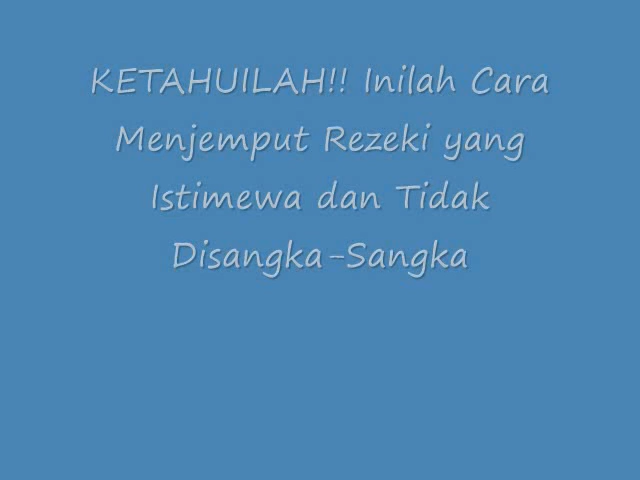 KETAHUILAH!! Inilah Cara
Menjemput Rezeki yang
Istimewa dan Tidak
Disangka-Sangka